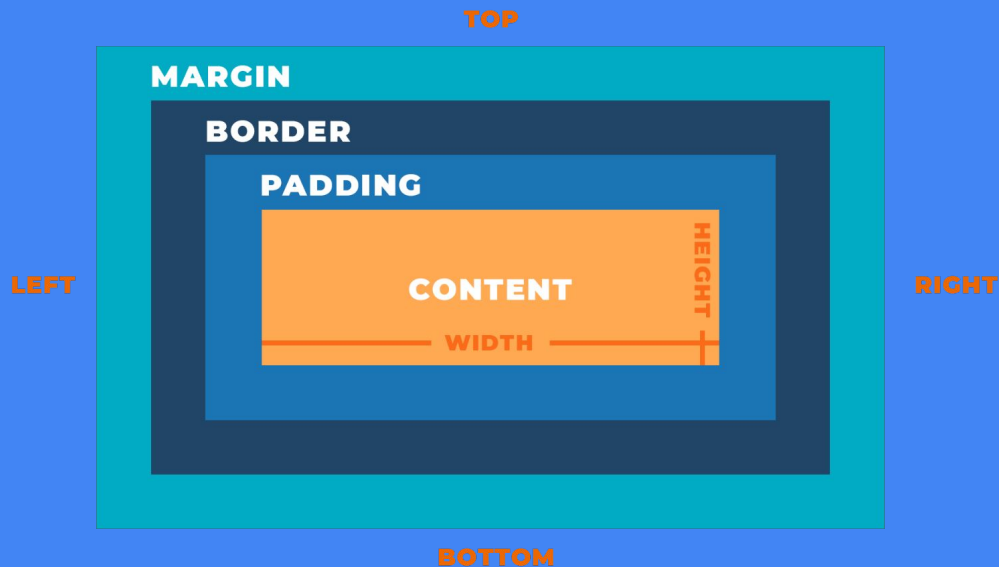 TOP
MARGIN
BORDER
PADDING
HEIGHT
LEFT
CONTENT
RIGHT
WIDTH
BOTTOM